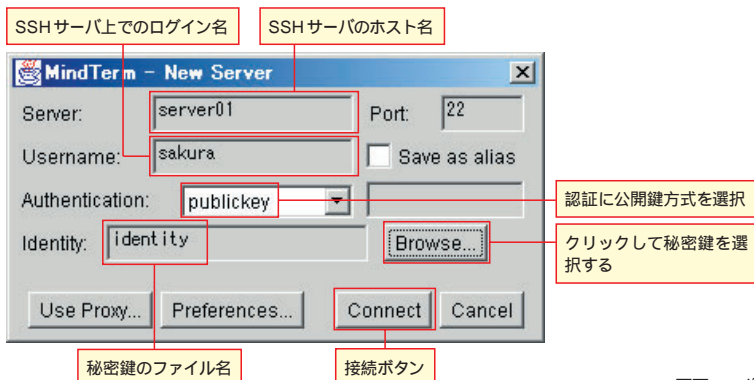 SSHサーバ上でのログイン名
SSHサーバのホスト名
MindTerm - New Server
Server: server01 Port: 22
Username: sakura Save as alias
Authentication: publickey
認証に公開鍵方式を選択
Identity: identity Browse...
クリックして秘密鍵を選
択する
Use Proxy... Preferences... Connect Cancel
秘密鍵のファイル名
接続ボタン